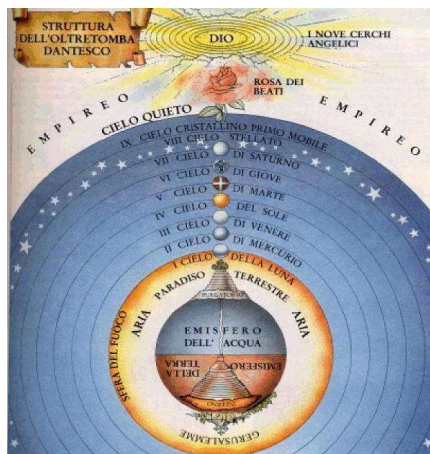 STRUTTURA
DELL'OLTRETOMBA
DANTESCO
DIO
I NOVE CERCHI
ANGELICI
ROSA DEI
BEATI
EMPIREO
CIELO QUIETO
EMPIREO
IX CIELO CRISTALLINO PRIMO MOBILE
VIII CIELO STELLATO
VII CIELO DI SATURNO
VI CIELO DI GIOVE
V CIELO DI MARTE
IV CIELO DEL SOLE
III CIELO DI VENERE
II CIELO DI MERCURIO
I CIELO DELLA LUNA
PARADISO TERRESTRE
PURGATORIO
ARIA
ARIA
SFERA DEL FUOCO
EMISFERO
DELL'ACQUA
EMISFERO
DELLA
TERRA
INFERNO
GERUSALEMME